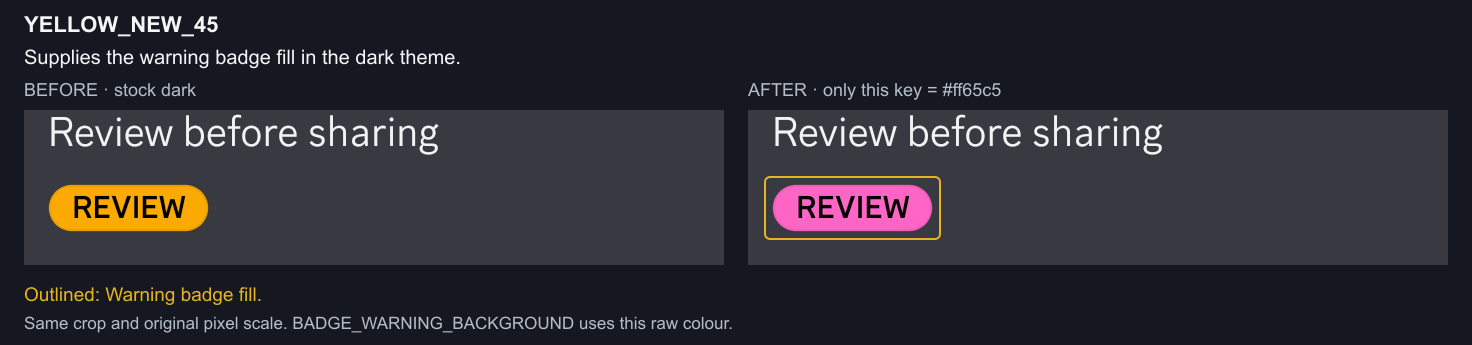 YELLOW_NEW_45
Supplies the warning badge fill in the dark theme.
BEFORE · stock dark
AFTER · only this key = #ff65c5
Review before sharing
Review before sharing
REVIEW
REVIEW
Outlined: Warning badge fill.
Same crop and original pixel scale. BADGE_WARNING_BACKGROUND uses this raw colour.